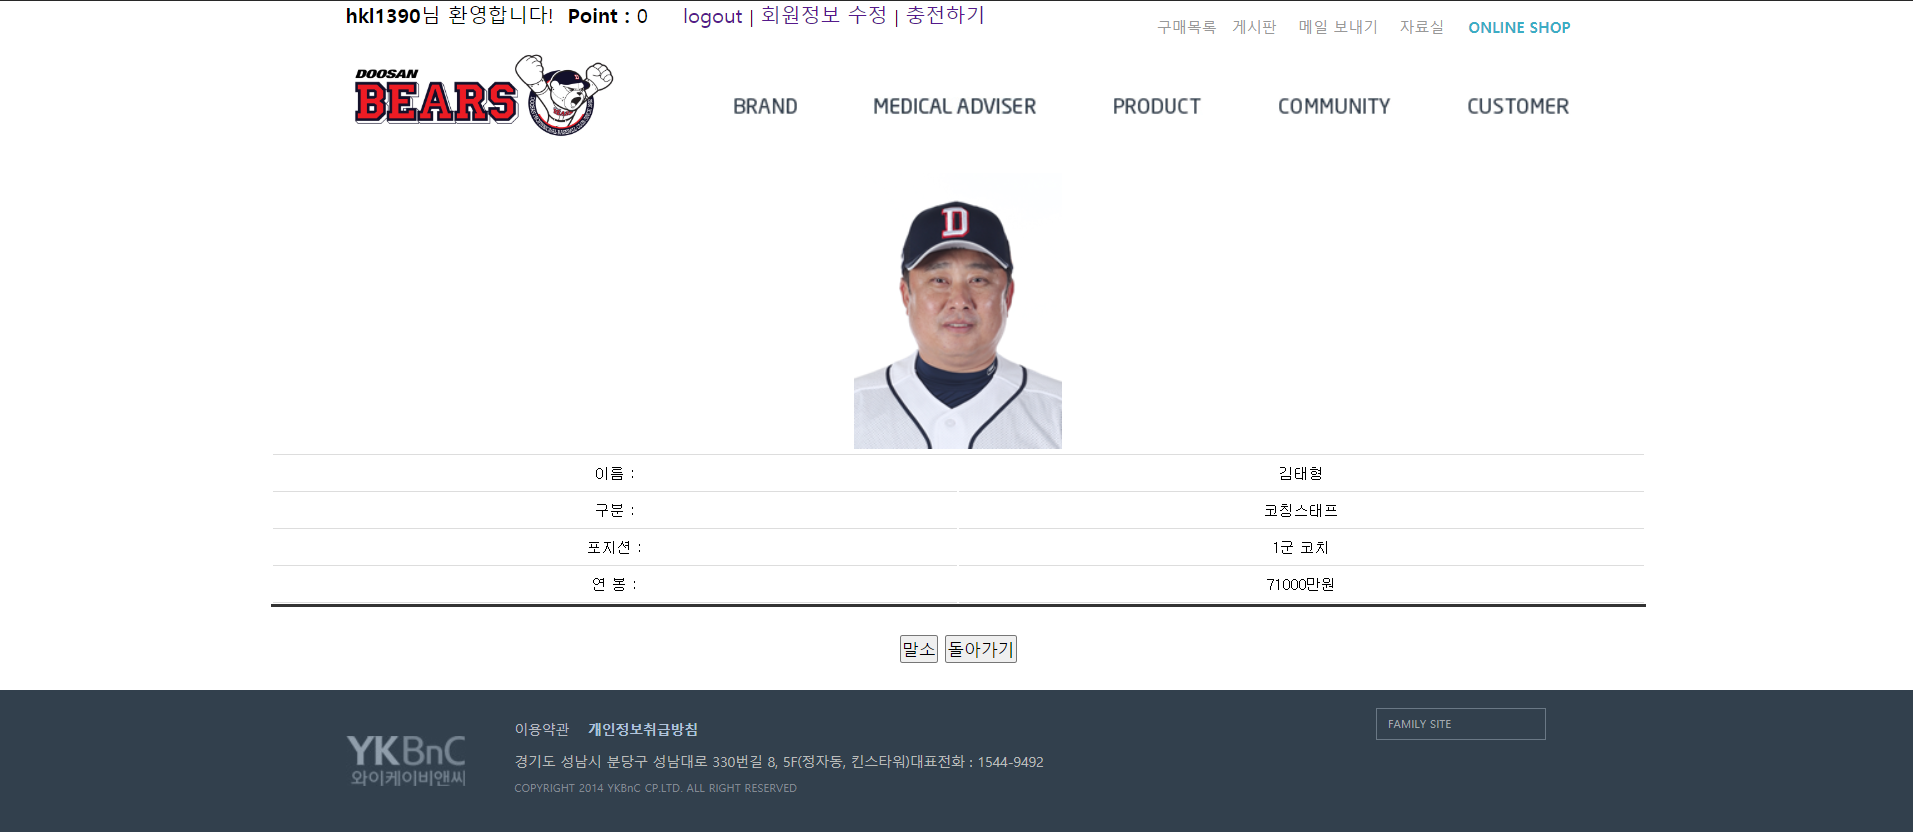 hkl1390님 환영합니다! Point : 0 logout | 회원정보 수정 | 충전하기
구매목록 게시판 메일 보내기 자료실 ONLINE SHOP
DOOSAN
BEARS
BRAND MEDICAL ADVISER PRODUCT COMMUNITY CUSTOMER
D
이름 : 김태형
구분 : 코칭스태프
포지션 : 1군 코치
연 봉 : 71000만원
말소 돌아가기
이용약관 개인정보취급방침
FAMILY SITE
YKBnC
와이케이비앤씨
경기도 성남시 분당구 성남대로 330번길 8, 5F(정자동, 킨스타워)대표전화 : 1544-9492
COPYRIGHT 2014 YKBnC CP.LTD. ALL RIGHT RESERVED